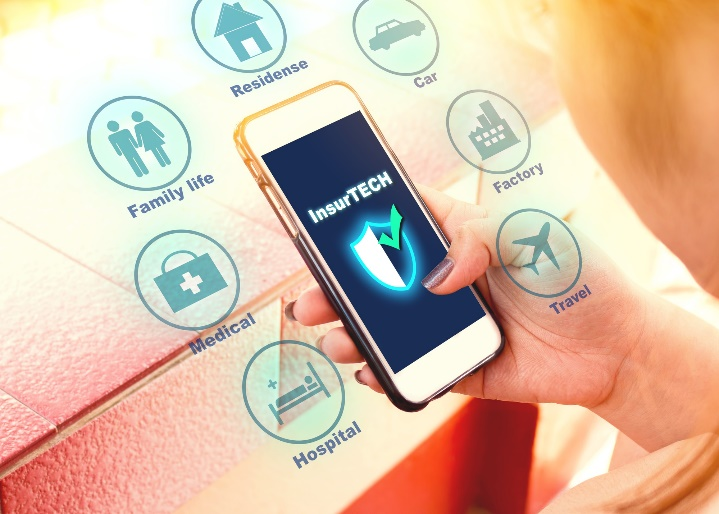 Residense
Car
Family life
Factory
InsurTECH
Travel
Medical
Hospital